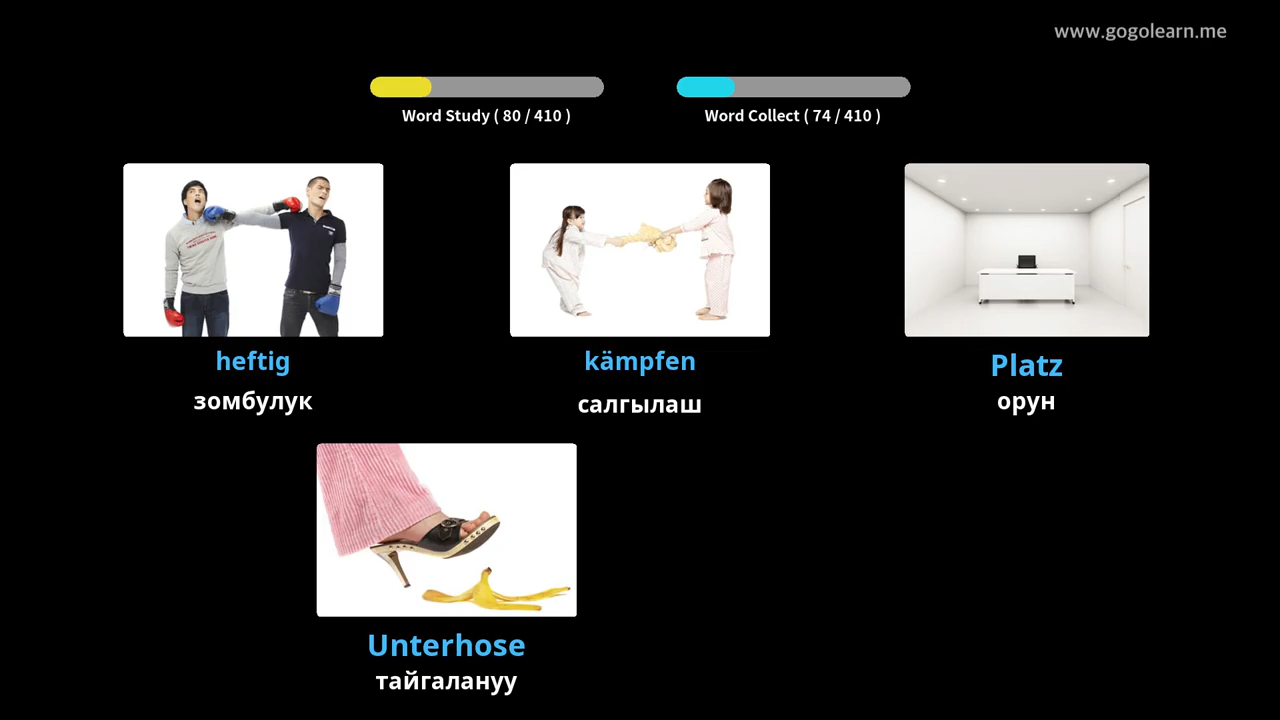 www.gogolearn.me
Word Study ( 80 / 410 )
Word Collect ( 74 / 410 )
heftig
зомбулук
kämpfen
салгылаш
Platz
орун
Unterhose
тайгалануу